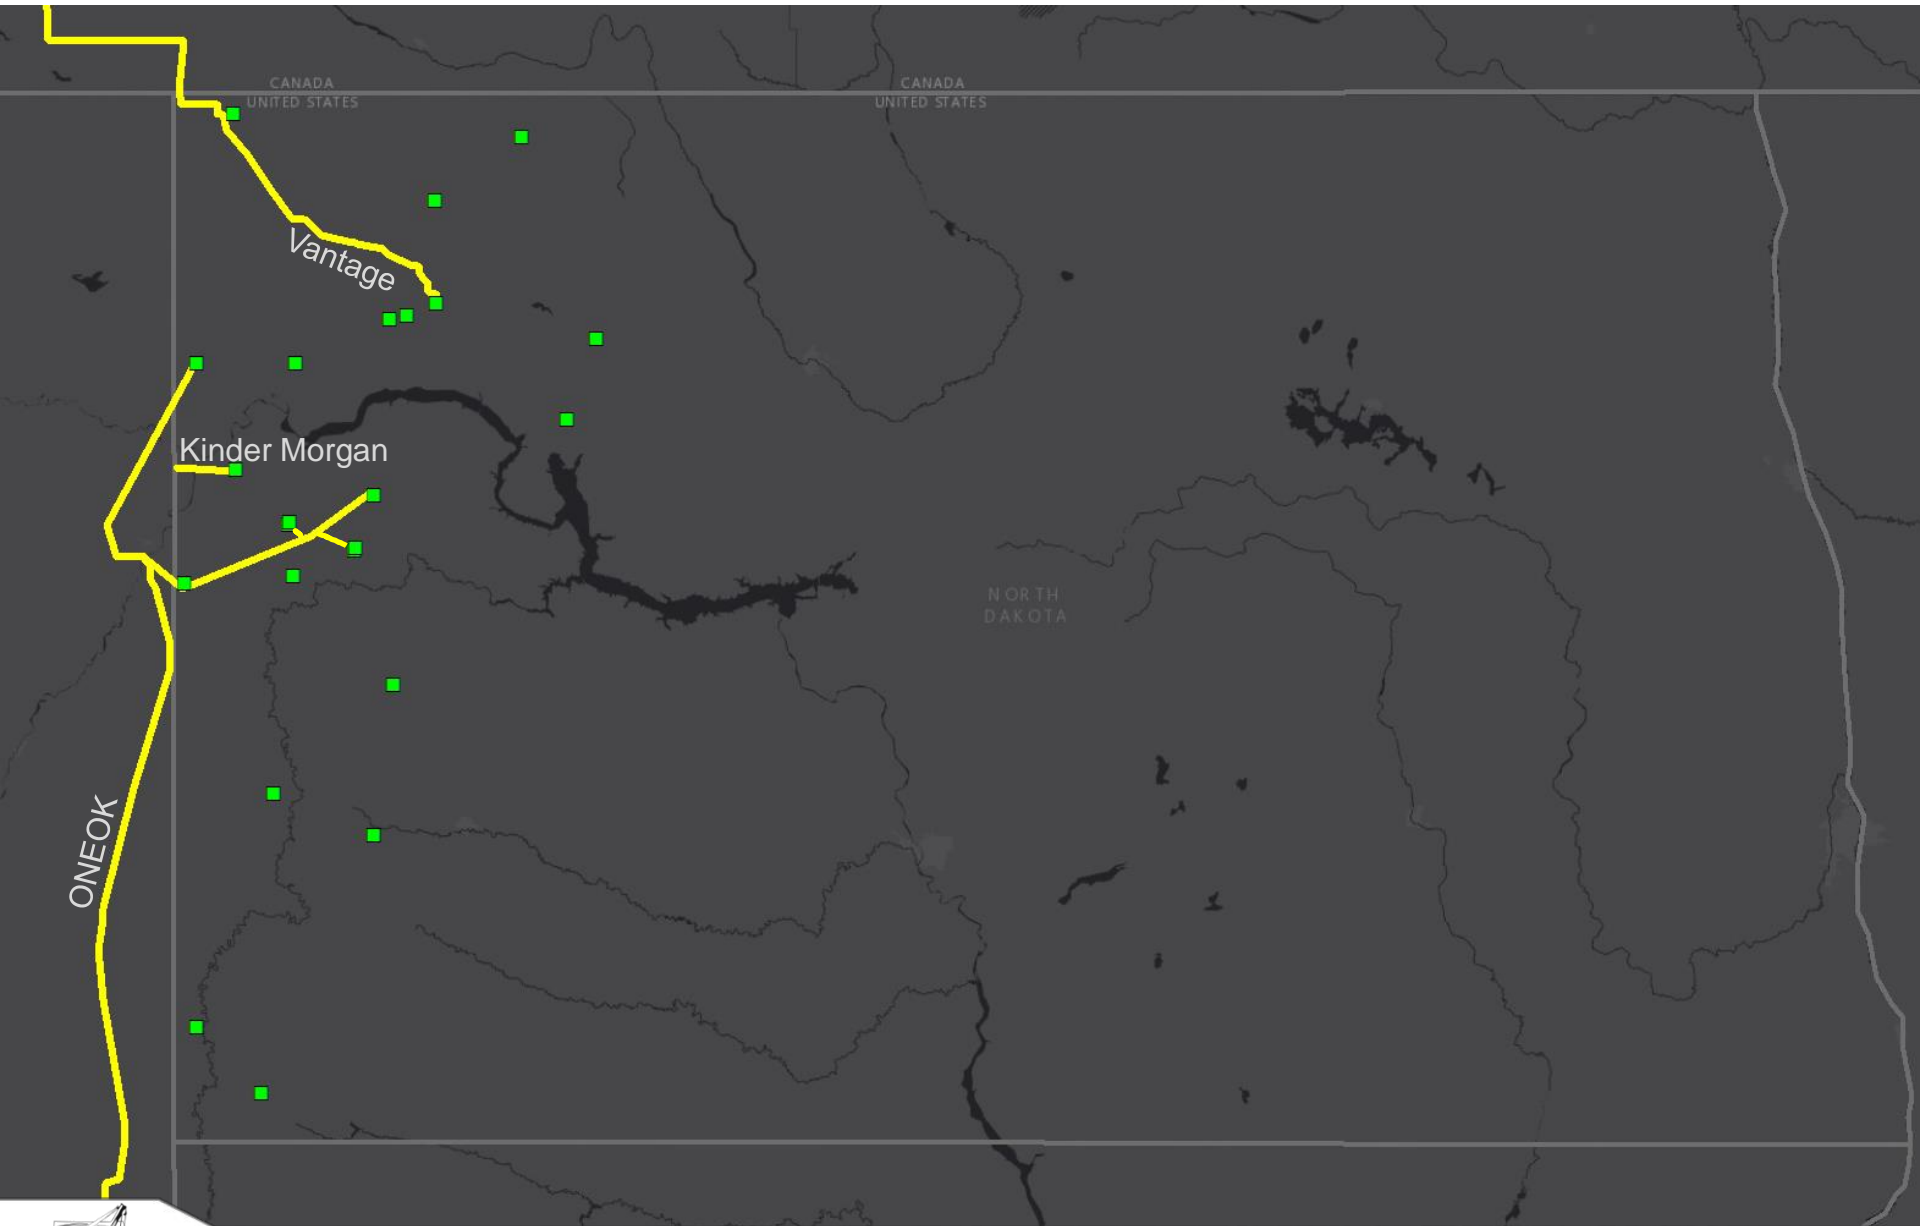 CANADA
UNITED STATES
CANADA
UNITED STATES
Vantage
Kinder Morgan
NORTH
DAKOTA
ONEOK